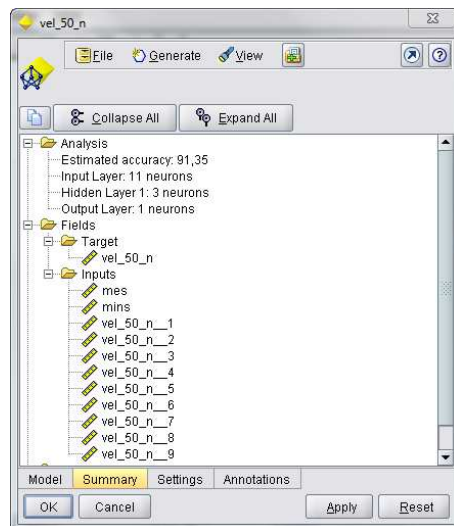 vel_50_n
File Generate View
Collapse All Expand All
Analysis
Estimated accuracy: 91,35
Input Layer: 11 neurons
Hidden Layer 1: 3 neurons
Output Layer: 1 neurons
Fields
Target
vel_50_n
Inputs
mes
mins
vel_50_n__1
vel_50_n__2
vel_50_n__3
vel_50_n__4
vel_50_n__5
vel_50_n__6
vel_50_n__7
vel_50_n__8
vel_50_n__9
Model Summary Settings Annotations
OK Cancel Apply Reset